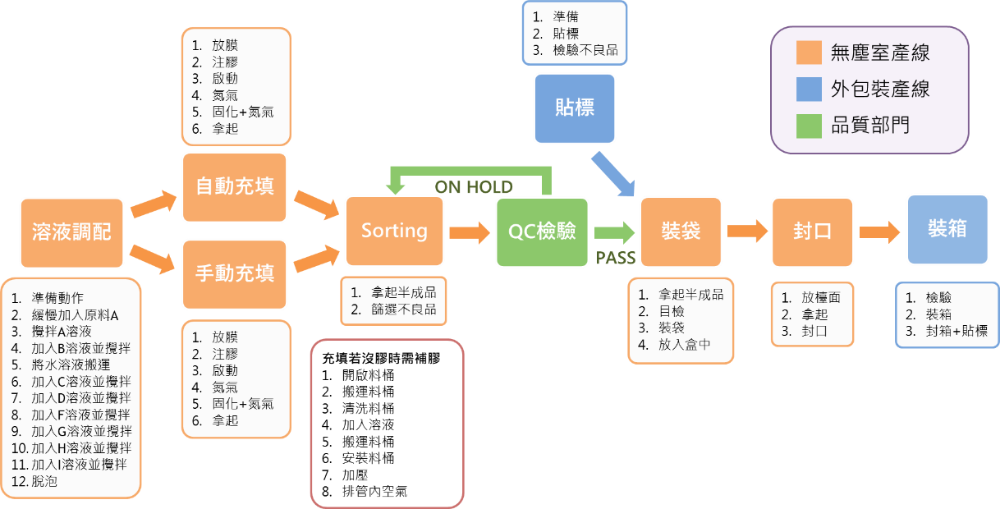 1. 準備
2. 貼標
3. 檢驗不良品
貼標
無塵室產線
外包裝產線
品質部門
1. 放膜
2. 注膠
3. 啟動
4. 氮氣
5. 固化+氮氣
6. 拿起
自動充填
溶液調配
手動充填
ON HOLD
Sorting
QC檢驗
PASS
裝袋
封口
裝箱
1. 準備動作
2. 緩慢加入原料A
3. 攪拌A溶液
4. 加入B溶液並攪拌
5. 將水溶液搬運
6. 加入C溶液並攪拌
7. 加入D溶液並攪拌
8. 加入F溶液並攪拌
9. 加入G溶液並攪拌
10. 加入H溶液並攪拌
11. 加入I溶液並攪拌
12. 脫泡
1. 放膜
2. 注膠
3. 啟動
4. 氮氣
5. 固化+氮氣
6. 拿起
1. 拿起半成品
2. 篩選不良品
充填若沒膠時需補膠
1. 開啟料桶
2. 搬運料桶
3. 清洗料桶
4. 加入溶液
5. 搬運料桶
6. 安裝料桶
7. 加壓
8. 排管內空氣
1. 拿起半成品
2. 目檢
3. 裝袋
4. 放入盒中
1. 放檯面
2. 拿起
3. 封口
1. 檢驗
2. 裝箱
3. 封箱+貼標